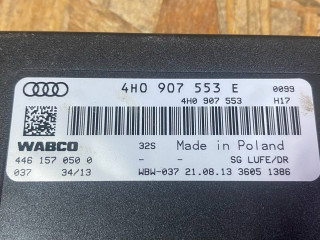 4H0 907 553 E 0099
4H0 907 553 H17
WABCO 32S Made in Poland
446 157 050 0 - - SG LUFE/DR
037 34/13 WBW-037 21.08.13 3605 1386